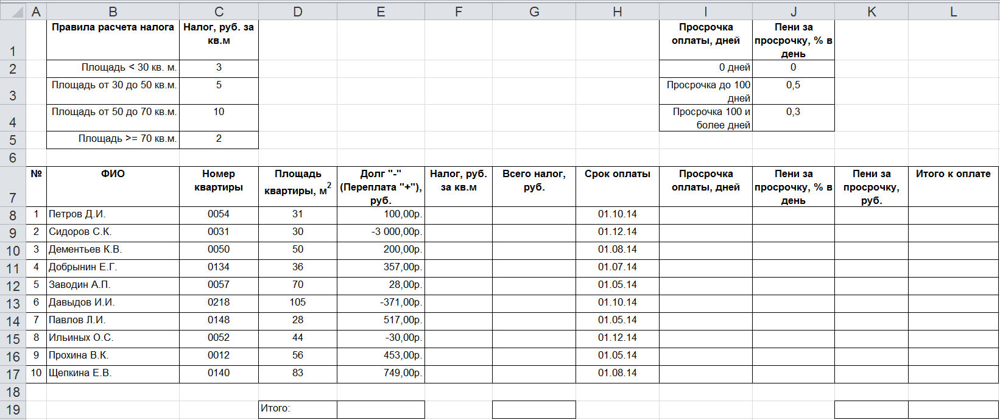 A B C D E F G H I J K L
1 Правила расчета налога Налог, руб. за Просрочка Пени за
кв.м оплаты, дней просрочку, % в
день
2 Площадь < 30 кв. м. 3 0 дней 0
3 Площадь от 30 до 50 кв.м. 5 Просрочка до 100 0,5
дней
4 Площадь от 50 до 70 кв.м. 10 Просрочка 100 и 0,3
более дней
5 Площадь >= 70 кв.м. 2
6
7 № ФИО Номер Площадь Долг "-" Налог, руб. Всего налог, Срок оплаты Просрочка Пени за Пени за Итого к оплате
квартиры квартиры, м2 (Переплата "+"), за кв.м руб. оплаты, дней просрочку, % в просрочку,
руб. день руб.
8 1 Петров Д.И. 0054 31 100,00р. 01.10.14
9 2 Сидоров С.К. 0031 30 -3 000,00р. 01.12.14
10 3 Дементьев К.В. 0050 50 200,00р. 01.08.14
11 4 Добрынин Е.Г. 0134 36 357,00р. 01.07.14
12 5 Заводин А.П. 0057 70 28,00р. 01.05.14
13 6 Давыдов И.И. 0218 105 -371,00р. 01.10.14
14 7 Павлов Л.И. 0148 28 517,00р. 01.05.14
15 8 Ильиных О.С. 0052 44 -30,00р. 01.12.14
16 9 Прохина В.К. 0012 56 453,00р. 01.05.14
17 10 Щепкина Е.В. 0140 83 749,00р. 01.08.14
18
19 Итого: